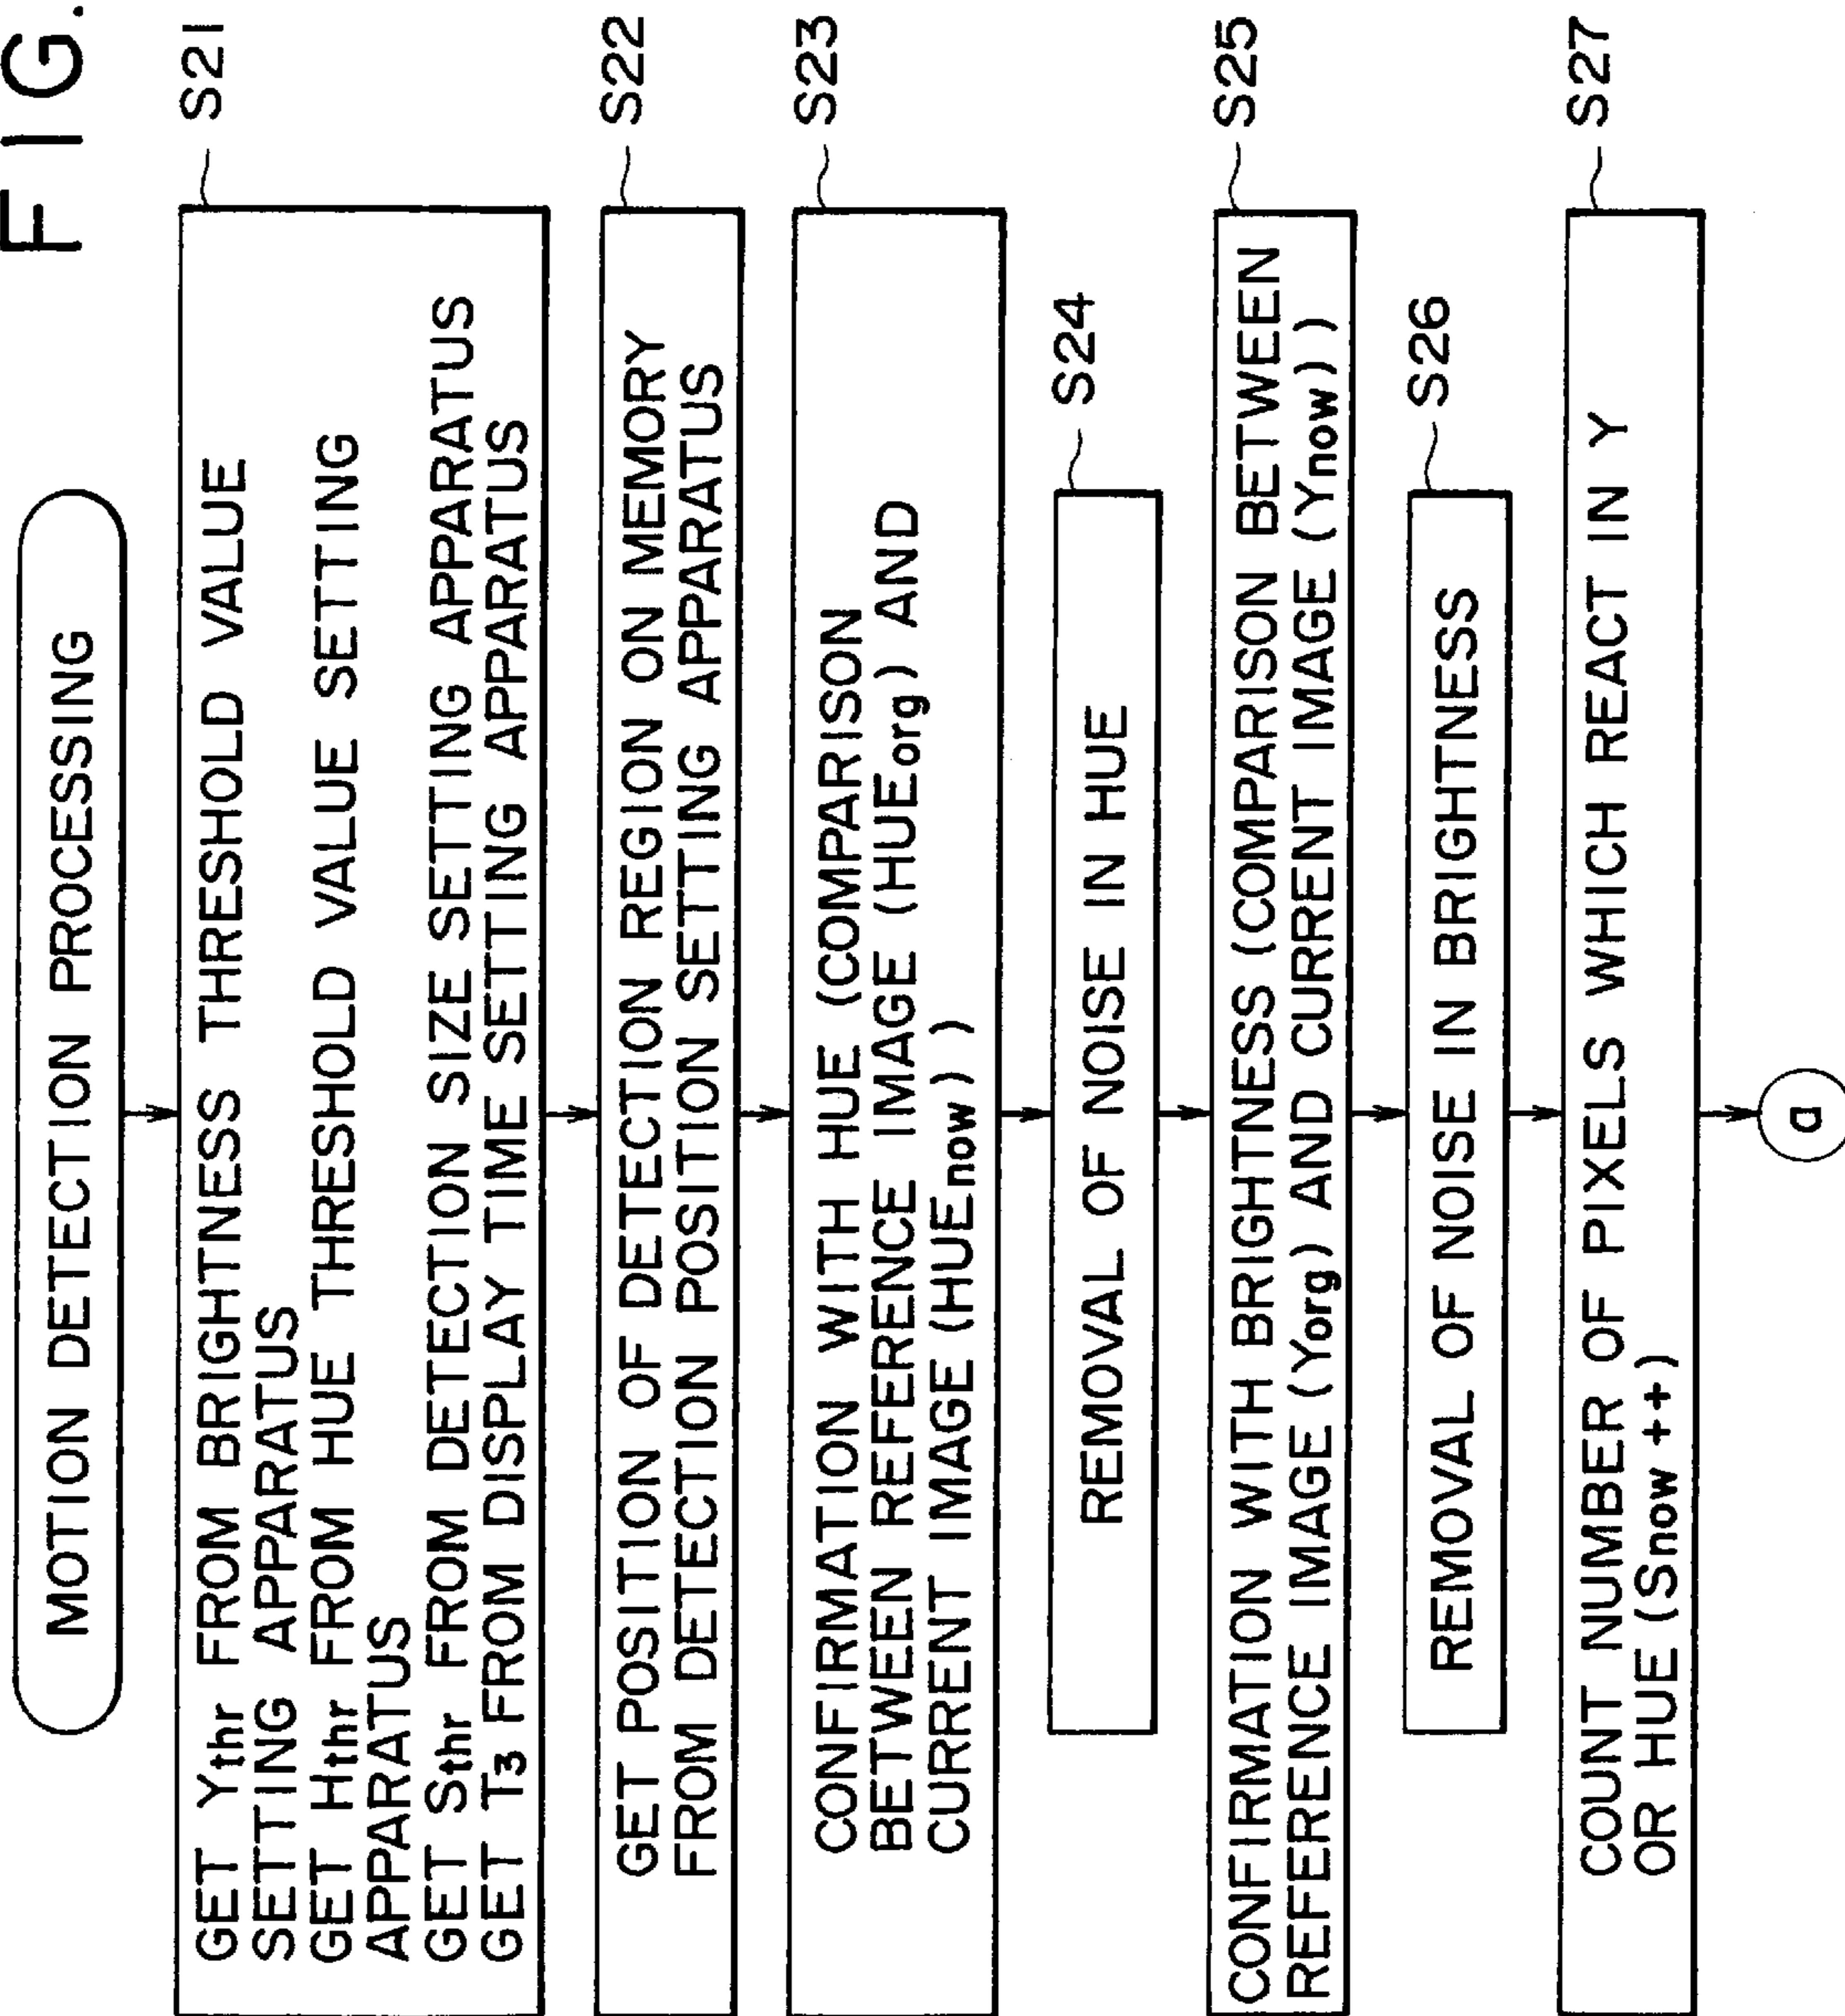 FIG.
MOTION DETECTION PROCESSING
S21
GET Ythr FROM BRIGHTNESS THRESHOLD VALUE
SETTING APPARATUS
GET Hthr FROM HUE THRESHOLD VALUE SETTING
APPARATUS
GET Sthr FROM DETECTION SIZE SETTING APPARATUS
GET T3 FROM DISPLAY TIME SETTING APPARATUS
S22
GET POSITION OF DETECTION REGION ON MEMORY
FROM DETECTION POSITION SETTING APPARATUS
S23
CONFIRMATION WITH HUE (COMPARISON
BETWEEN REFERENCE IMAGE (HUEorg) AND
CURRENT IMAGE (HUEnow))
S24
REMOVAL OF NOISE IN HUE
S25
CONFIRMATION WITH BRIGHTNESS (COMPARISON BETWEEN
REFERENCE IMAGE (Yorg) AND CURRENT IMAGE (Ynow))
S26
REMOVAL OF NOISE IN BRIGHTNESS
S27
COUNT NUMBER OF PIXELS WHICH REACT IN Y
OR HUE (Snow ++)
a